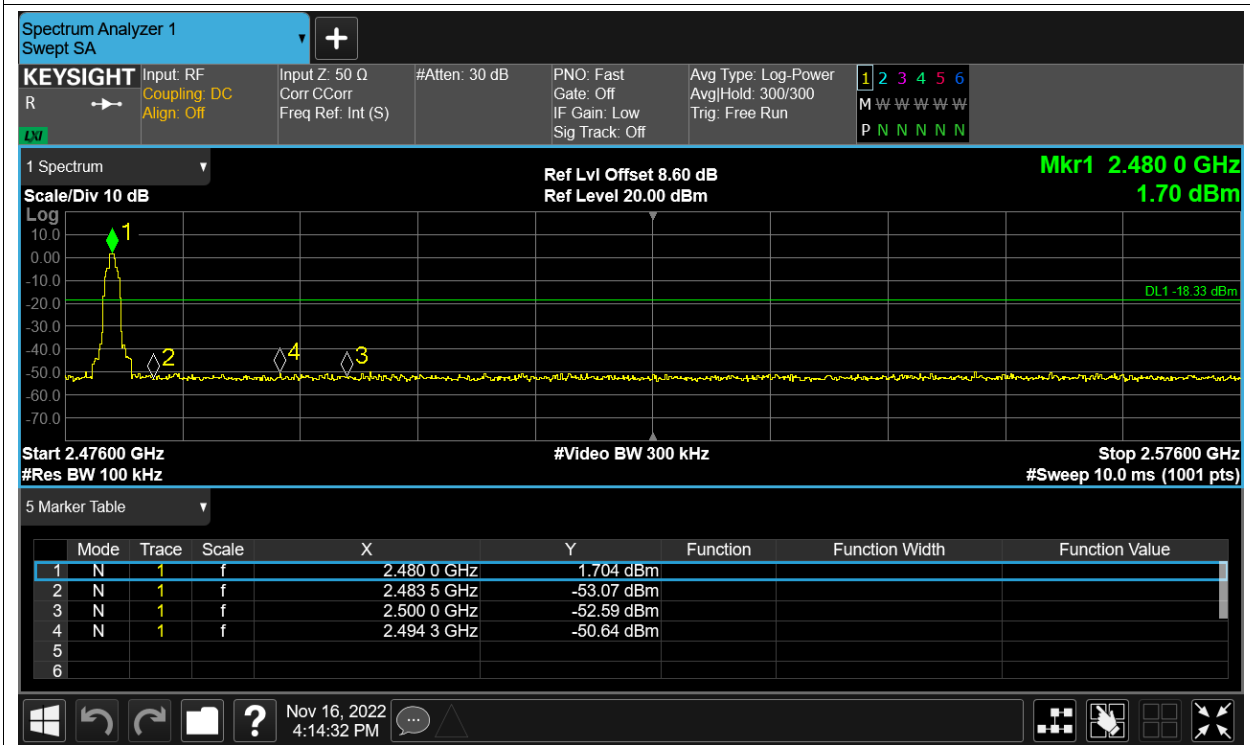 Spectrum Analyzer 1
Swept SA
KEYSIGHT
R
LXI
Input: RF
Coupling: DC
Align: Off
Input Z: 50 Ω
Corr CCorr
Freq Ref: Int (S)
#Atten: 30 dB
PNO: Fast
Gate: Off
IF Gain: Low
Sig Track: Off
Avg Type: Log-Power
Avg|Hold: 300/300
Trig: Free Run
1 2 3 4 5 6
M W W W W W
P N N N N N
1 Spectrum
Scale/Div 10 dB
Ref Lvl Offset 8.60 dB
Ref Level 20.00 dBm
Mkr1 2.480 0 GHz
1.70 dBm
Log
10.0
0.00
-10.0
-20.0
-30.0
-40.0
-50.0
-60.0
-70.0
1
2
4
3
DL1 -18.33 dBm
Start 2.47600 GHz
#Res BW 100 kHz
#Video BW 300 kHz
Stop 2.57600 GHz
#Sweep 10.0 ms (1001 pts)
5 Marker Table
Mode Trace Scale X Y Function Function Width Function Value
1 N 1 f 2.480 0 GHz 1.704 dBm
2 N 1 f 2.483 5 GHz -53.07 dBm
3 N 1 f 2.500 0 GHz -52.59 dBm
4 N 1 f 2.494 3 GHz -50.64 dBm
5
6
?
Nov 16, 2022
4:14:32 PM